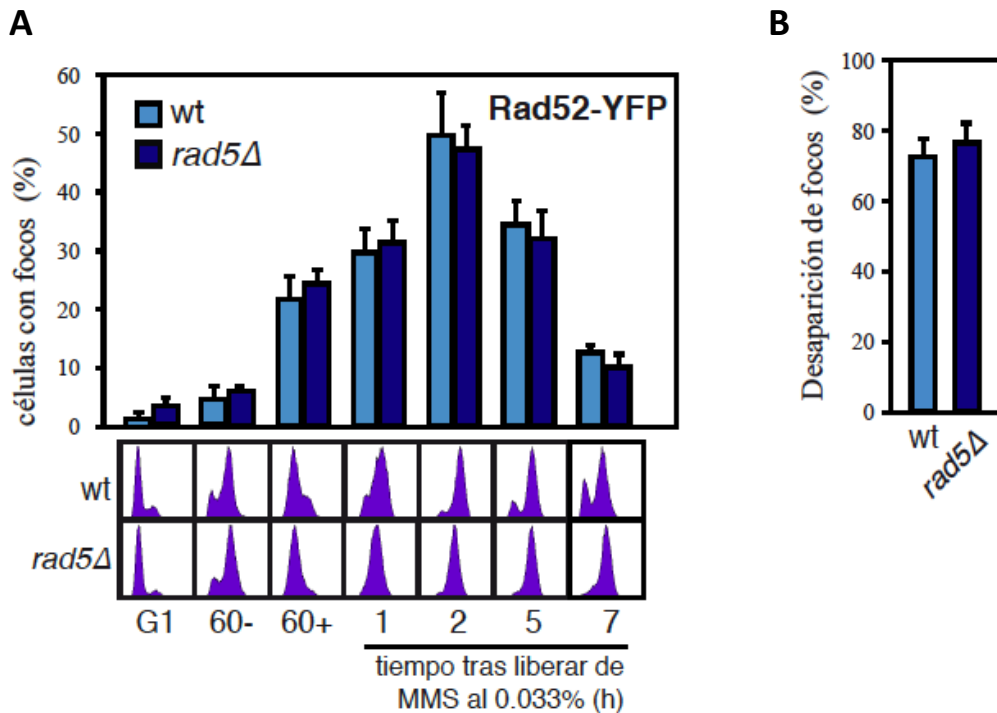 A
B
60
50
40
30
20
10
0
células con focos (%)
wt
rad5Δ
Rad52-YFP
wt
rad5Δ
G1 60- 60+ 1 2 5 7
tiempo tras liberar de
MMS al 0.033% (h)
100
80
60
40
20
0
Desaparición de focos (%)
wt
rad5Δ